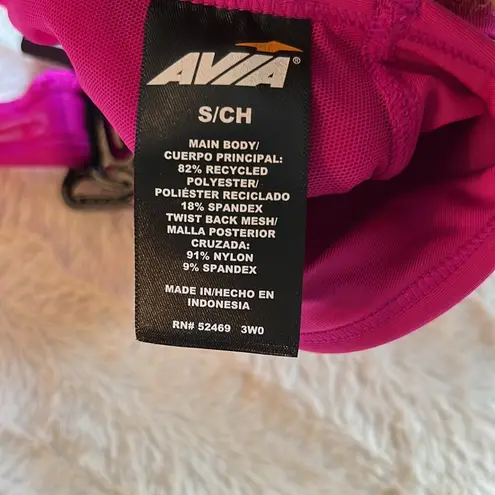 AVIA®
S/CH
MAIN BODY/
CUERPO PRINCIPAL:
82% RECYCLED
POLYESTER/
POLIÉSTER RECICLADO
18% SPANDEX
TWIST BACK MESH/
MALLA POSTERIOR
CRUZADA:
91% NYLON
9% SPANDEX
MADE IN/HECHO EN
INDONESIA
RN# 52469 3W0